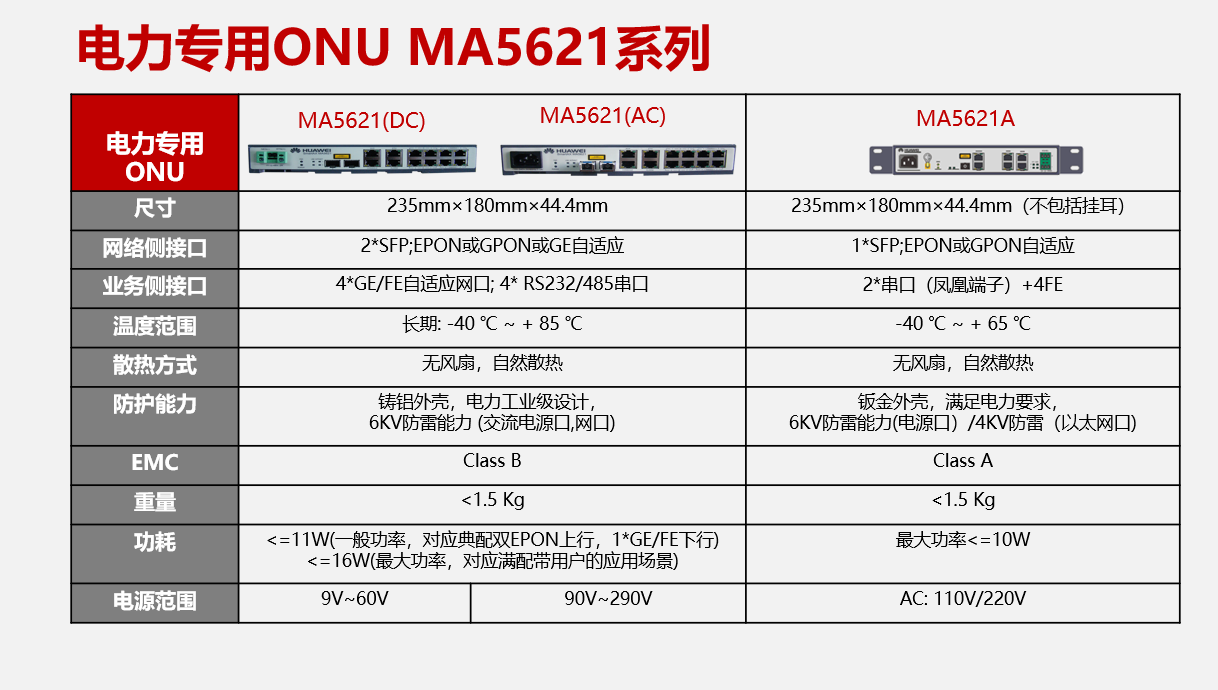 电力专用ONU MA5621系列
电力专用
ONU
MA5621(DC)
MA5621(AC)
MA5621A
HUAWEI
HUAWEI
尺寸
235mm×180mm×44.4mm
235mm×180mm×44.4mm（不包括挂耳）
网络侧接口
2*SFP;EPON或GPON或GE自适应
1*SFP;EPON或GPON自适应
业务侧接口
4*GE/FE自适应网口; 4* RS232/485串口
2*串口（凤凰端子）+4FE
温度范围
长期: -40 ℃ ~ + 85 ℃
-40 ℃ ~ + 65 ℃
散热方式
无风扇，自然散热
无风扇，自然散热
防护能力
铸铝外壳，电力工业级设计，
6KV防雷能力 (交流电源口,网口)
钣金外壳，满足电力要求，
6KV防雷能力(电源口）/4KV防雷（以太网口)
EMC
Class B
Class A
重量
<1.5 Kg
<1.5 Kg
功耗
<=11W(一般功率，对应典配双EPON上行，1*GE/FE下行)
<=16W(最大功率，对应满配带用户的应用场景)
最大功率<=10W
电源范围
9V~60V
90V~290V
AC: 110V/220V